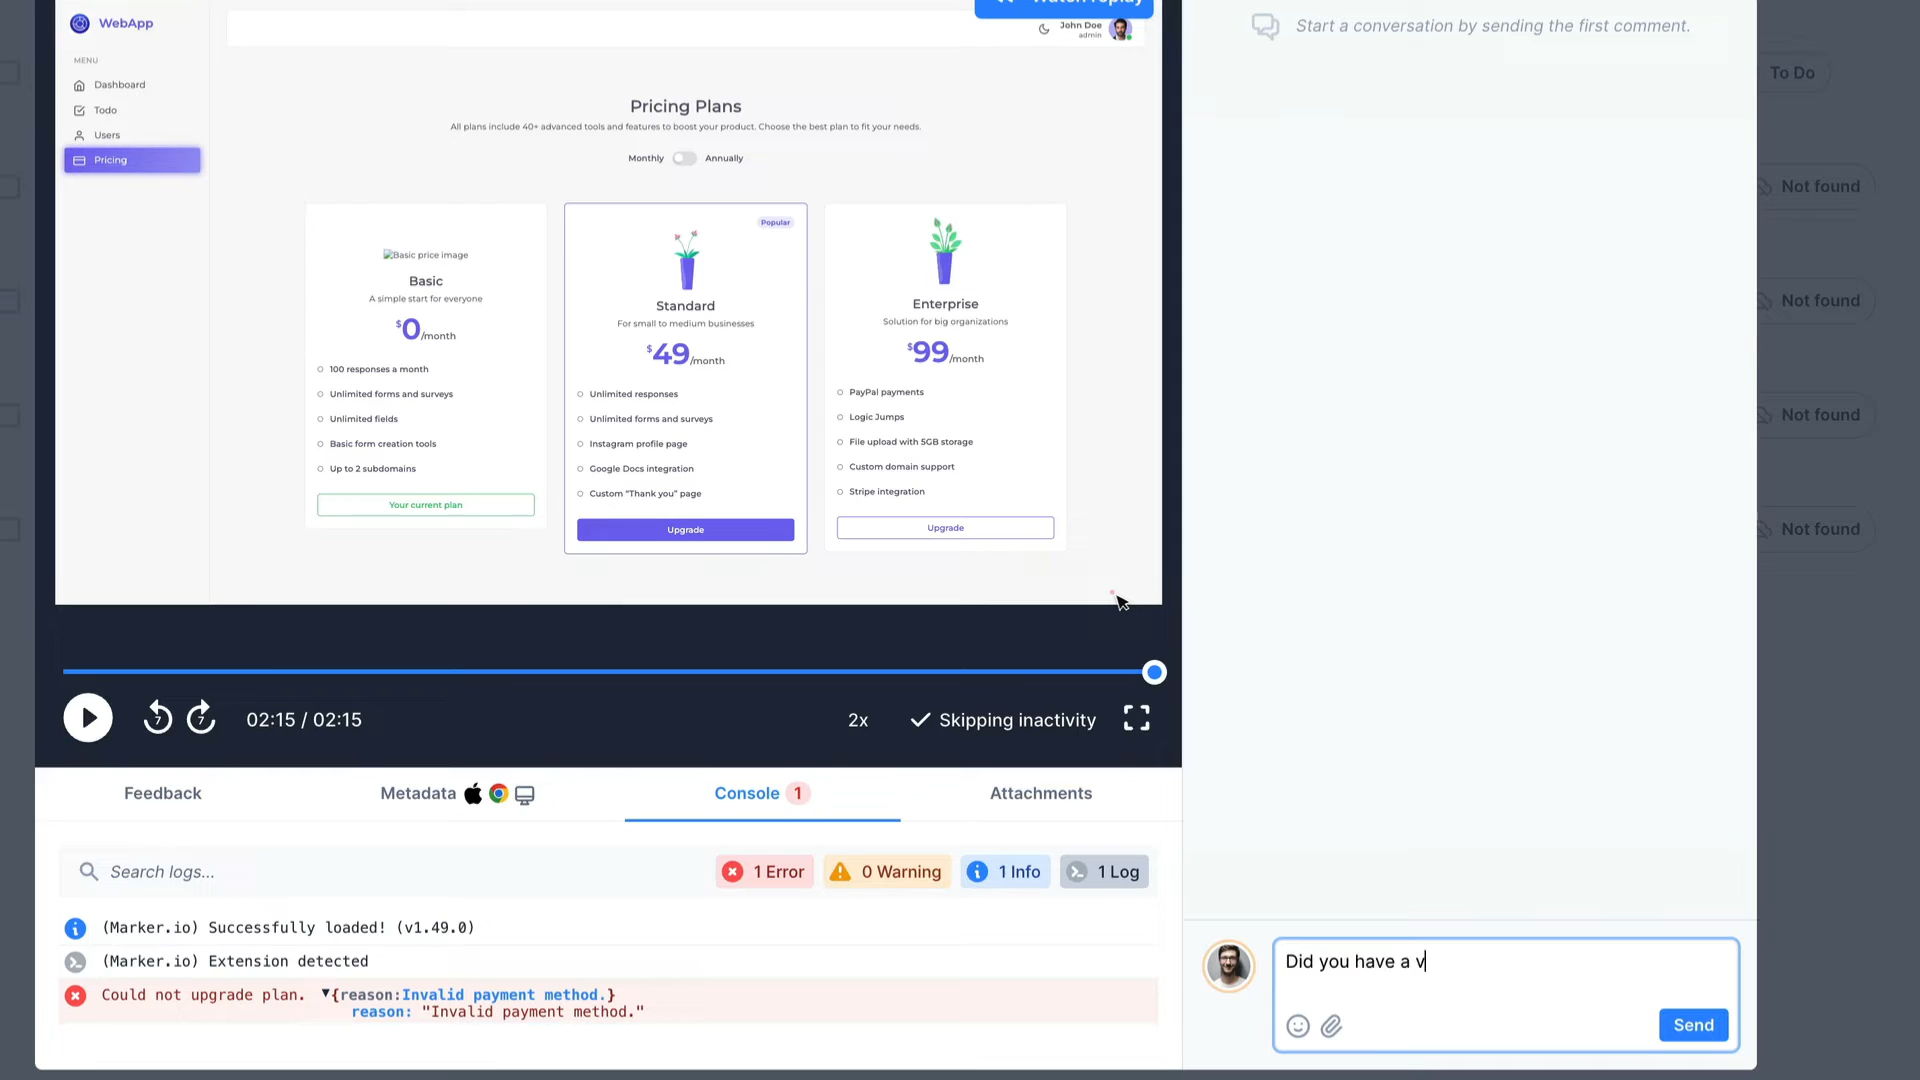 WebApp
MENU
Dashboard
Todo
Users
Pricing
Watch replay
John Doe
admin
Pricing Plans
All plans include 40+ advanced tools and features to boost your product. Choose the best plan to fit your needs.
Monthly Annually
Basic price image
Basic
A simple start for everyone
$0/month
100 responses a month
Unlimited forms and surveys
Unlimited fields
Basic form creation tools
Up to 2 subdomains
Your current plan
Popular
Standard
For small to medium businesses
$49/month
Unlimited responses
Unlimited forms and surveys
Instagram profile page
Google Docs integration
Custom “Thank you” page
Upgrade
Enterprise
Solution for big organizations
$99/month
PayPal payments
Logic Jumps
File upload with 5GB storage
Custom domain support
Stripe integration
Upgrade
7 7 02:15 / 02:15 2x Skipping inactivity
Feedback Metadata Console 1 Attachments
Search logs... 1 Error 0 Warning 1 Info 1 Log
(Marker.io) Successfully loaded! (v1.49.0)
(Marker.io) Extension detected
Could not upgrade plan. ▼{reason:Invalid payment method.}
reason: "Invalid payment method."
Start a conversation by sending the first comment.
Did you have a v
Send
To Do
Not found
Not found
Not found
Not found